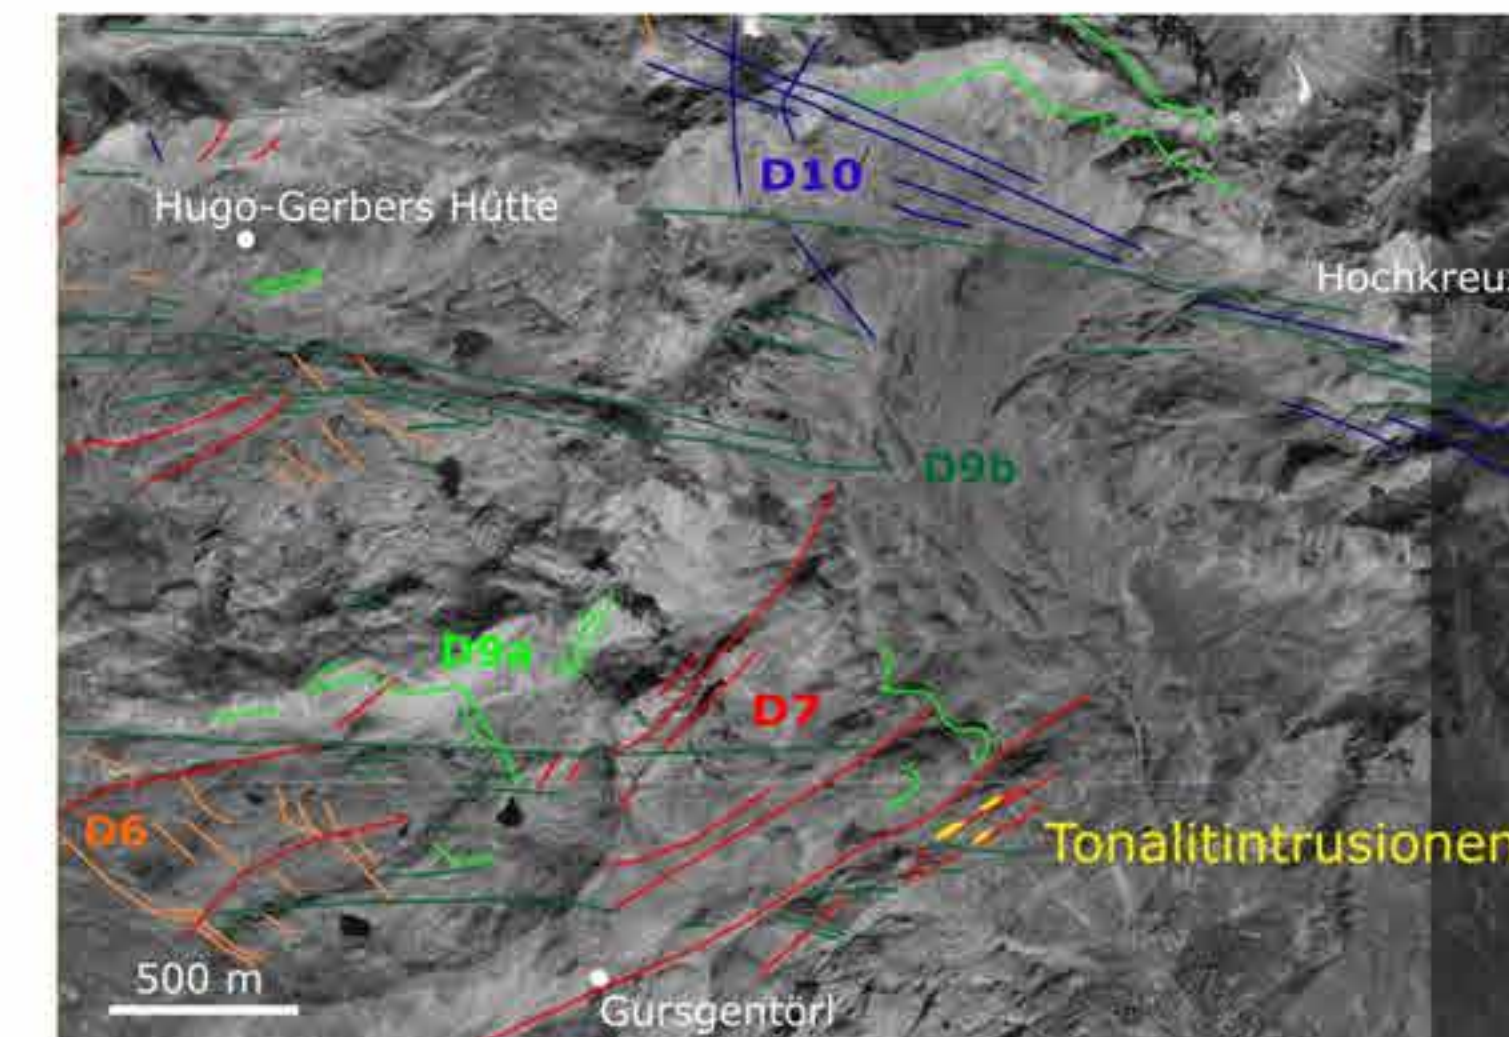 D10
Hugo-Gerbers Hütte
Hochkreu
D9b
D9a
D7
D6
Tonalitintrusionen
500 m
Gursgentörl